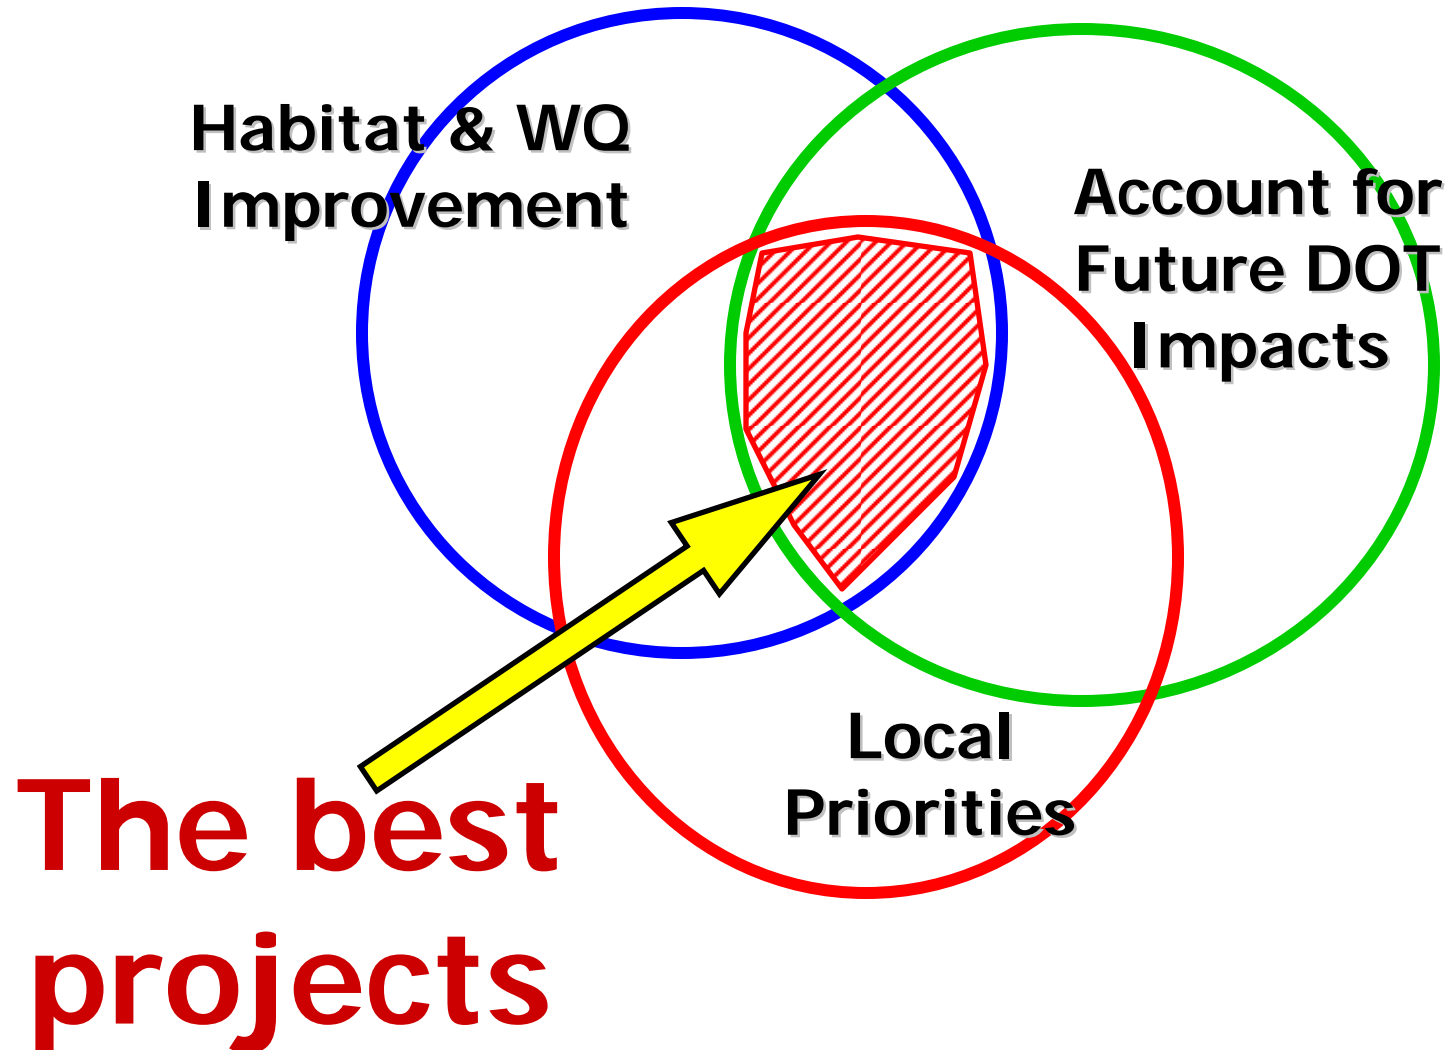 Habitat & WQ
Improvement
Account for
Future DOT
Impacts
Local
Priorities
The best
projects